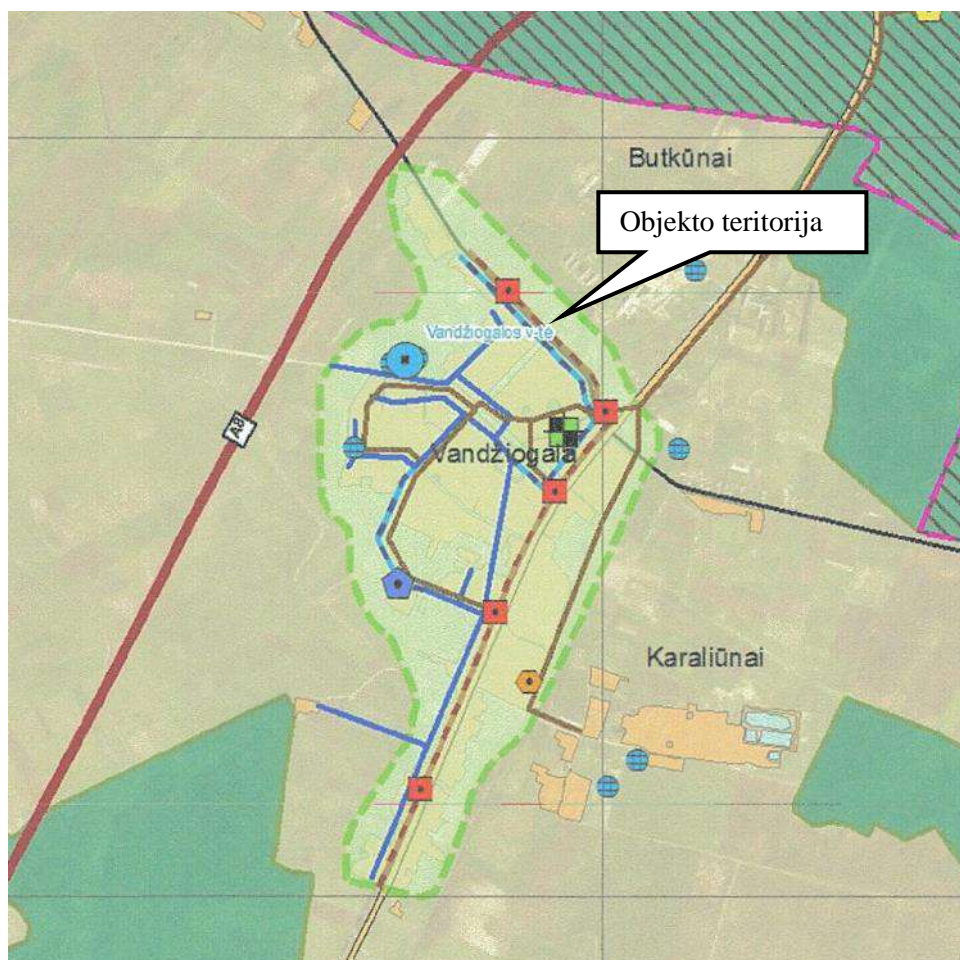 Butkūnai
Objekto teritorija
Vandžiogalos v-tė
A8
Vandžiogala
Karaliūnai